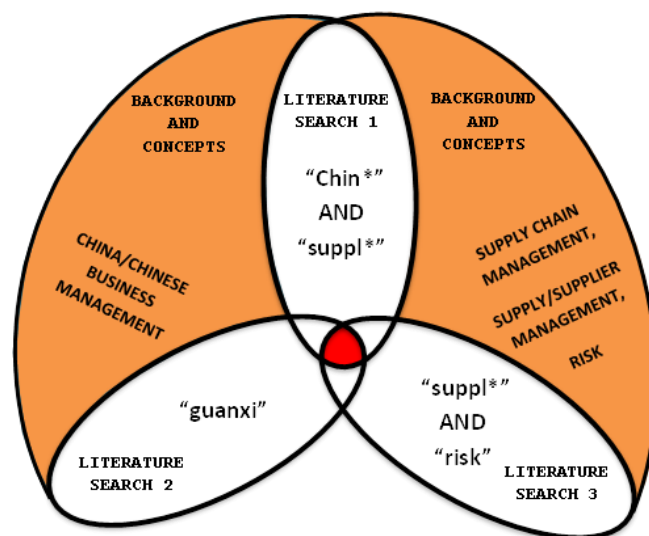 BACKGROUND
AND
CONCEPTS
CHINA/CHINESE
BUSINESS
MANAGEMENT
LITERATURE
SEARCH 1
“Chin*”
AND
“suppl*”
BACKGROUND
AND
CONCEPTS
SUPPLY CHAIN
MANAGEMENT,
SUPPLY/SUPPLIER
MANAGEMENT,
RISK
“guanxi”
LITERATURE
SEARCH 2
“suppl*”
AND
“risk”
LITERATURE
SEARCH 3